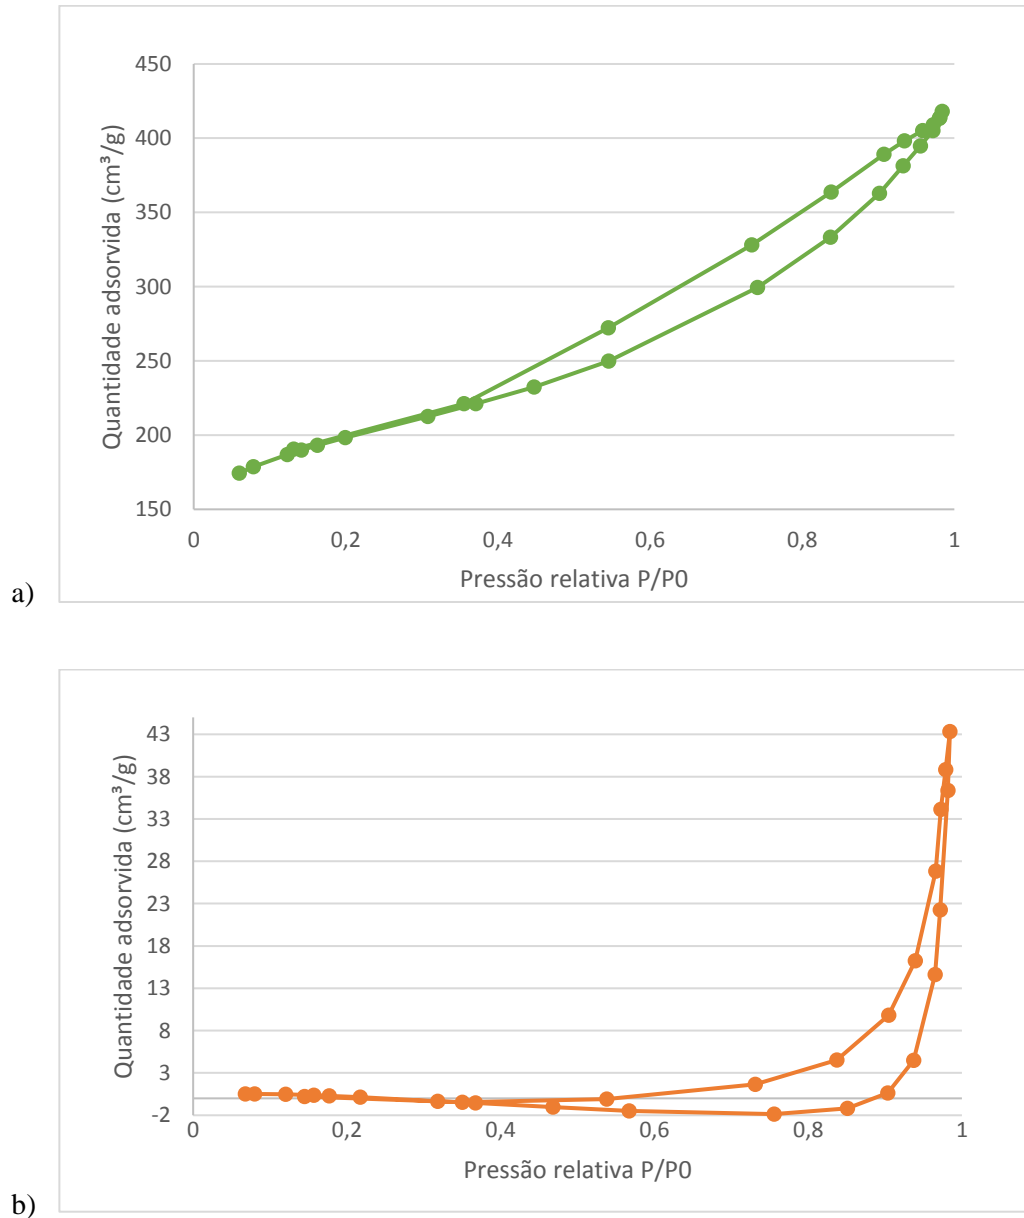 450
400
350
300
250
200
150
Quantidade adsorvida (cm³/g)
0 0,2 0,4 0,6 0,8 1
Pressão relativa P/P0
a)
43
38
33
28
23
18
13
8
3
-2
Quantidade adsorvida (cm³/g)
0 0,2 0,4 0,6 0,8 1
Pressão relativa P/P0
b)